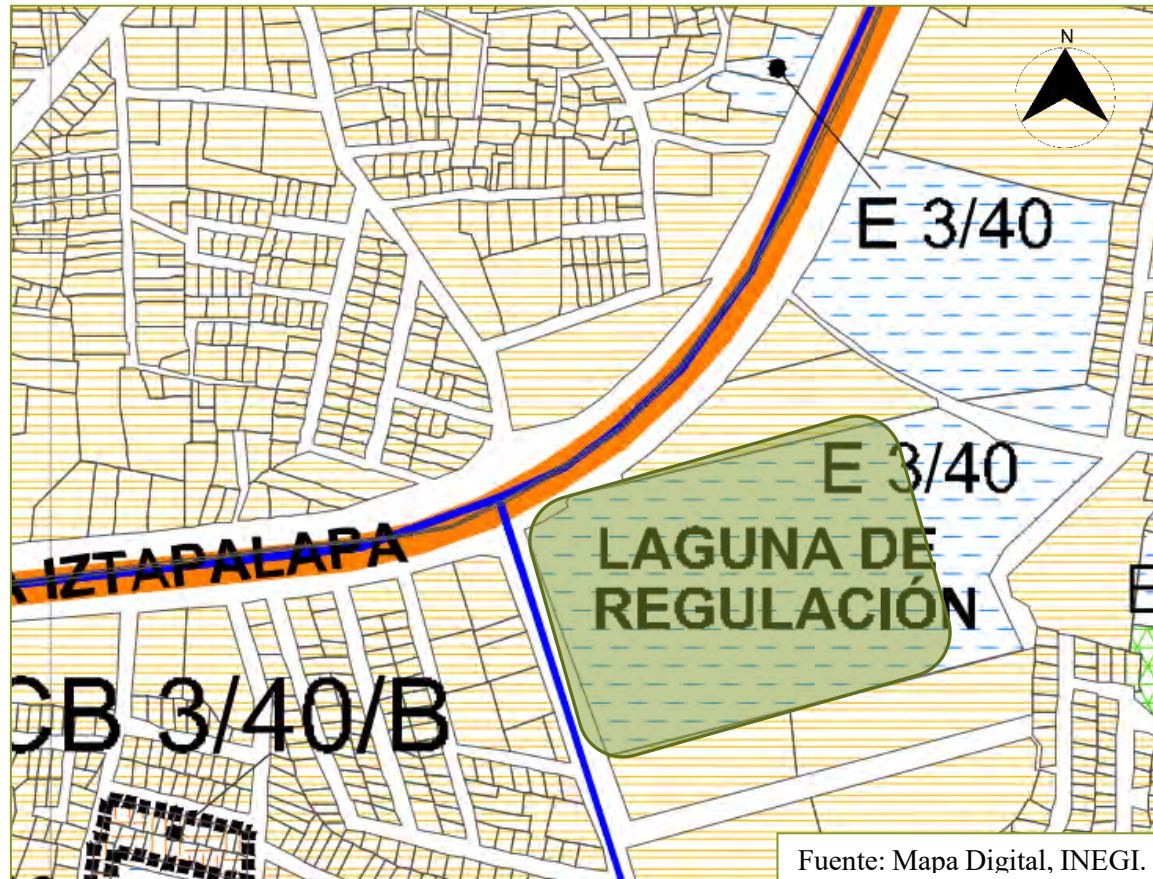 N
E 3/40
E 3/40
LAGUNA DE
REGULACIÓN
A IZTAPALAPA
E
CB 3/40/B
Fuente: Mapa Digital, INEGI.